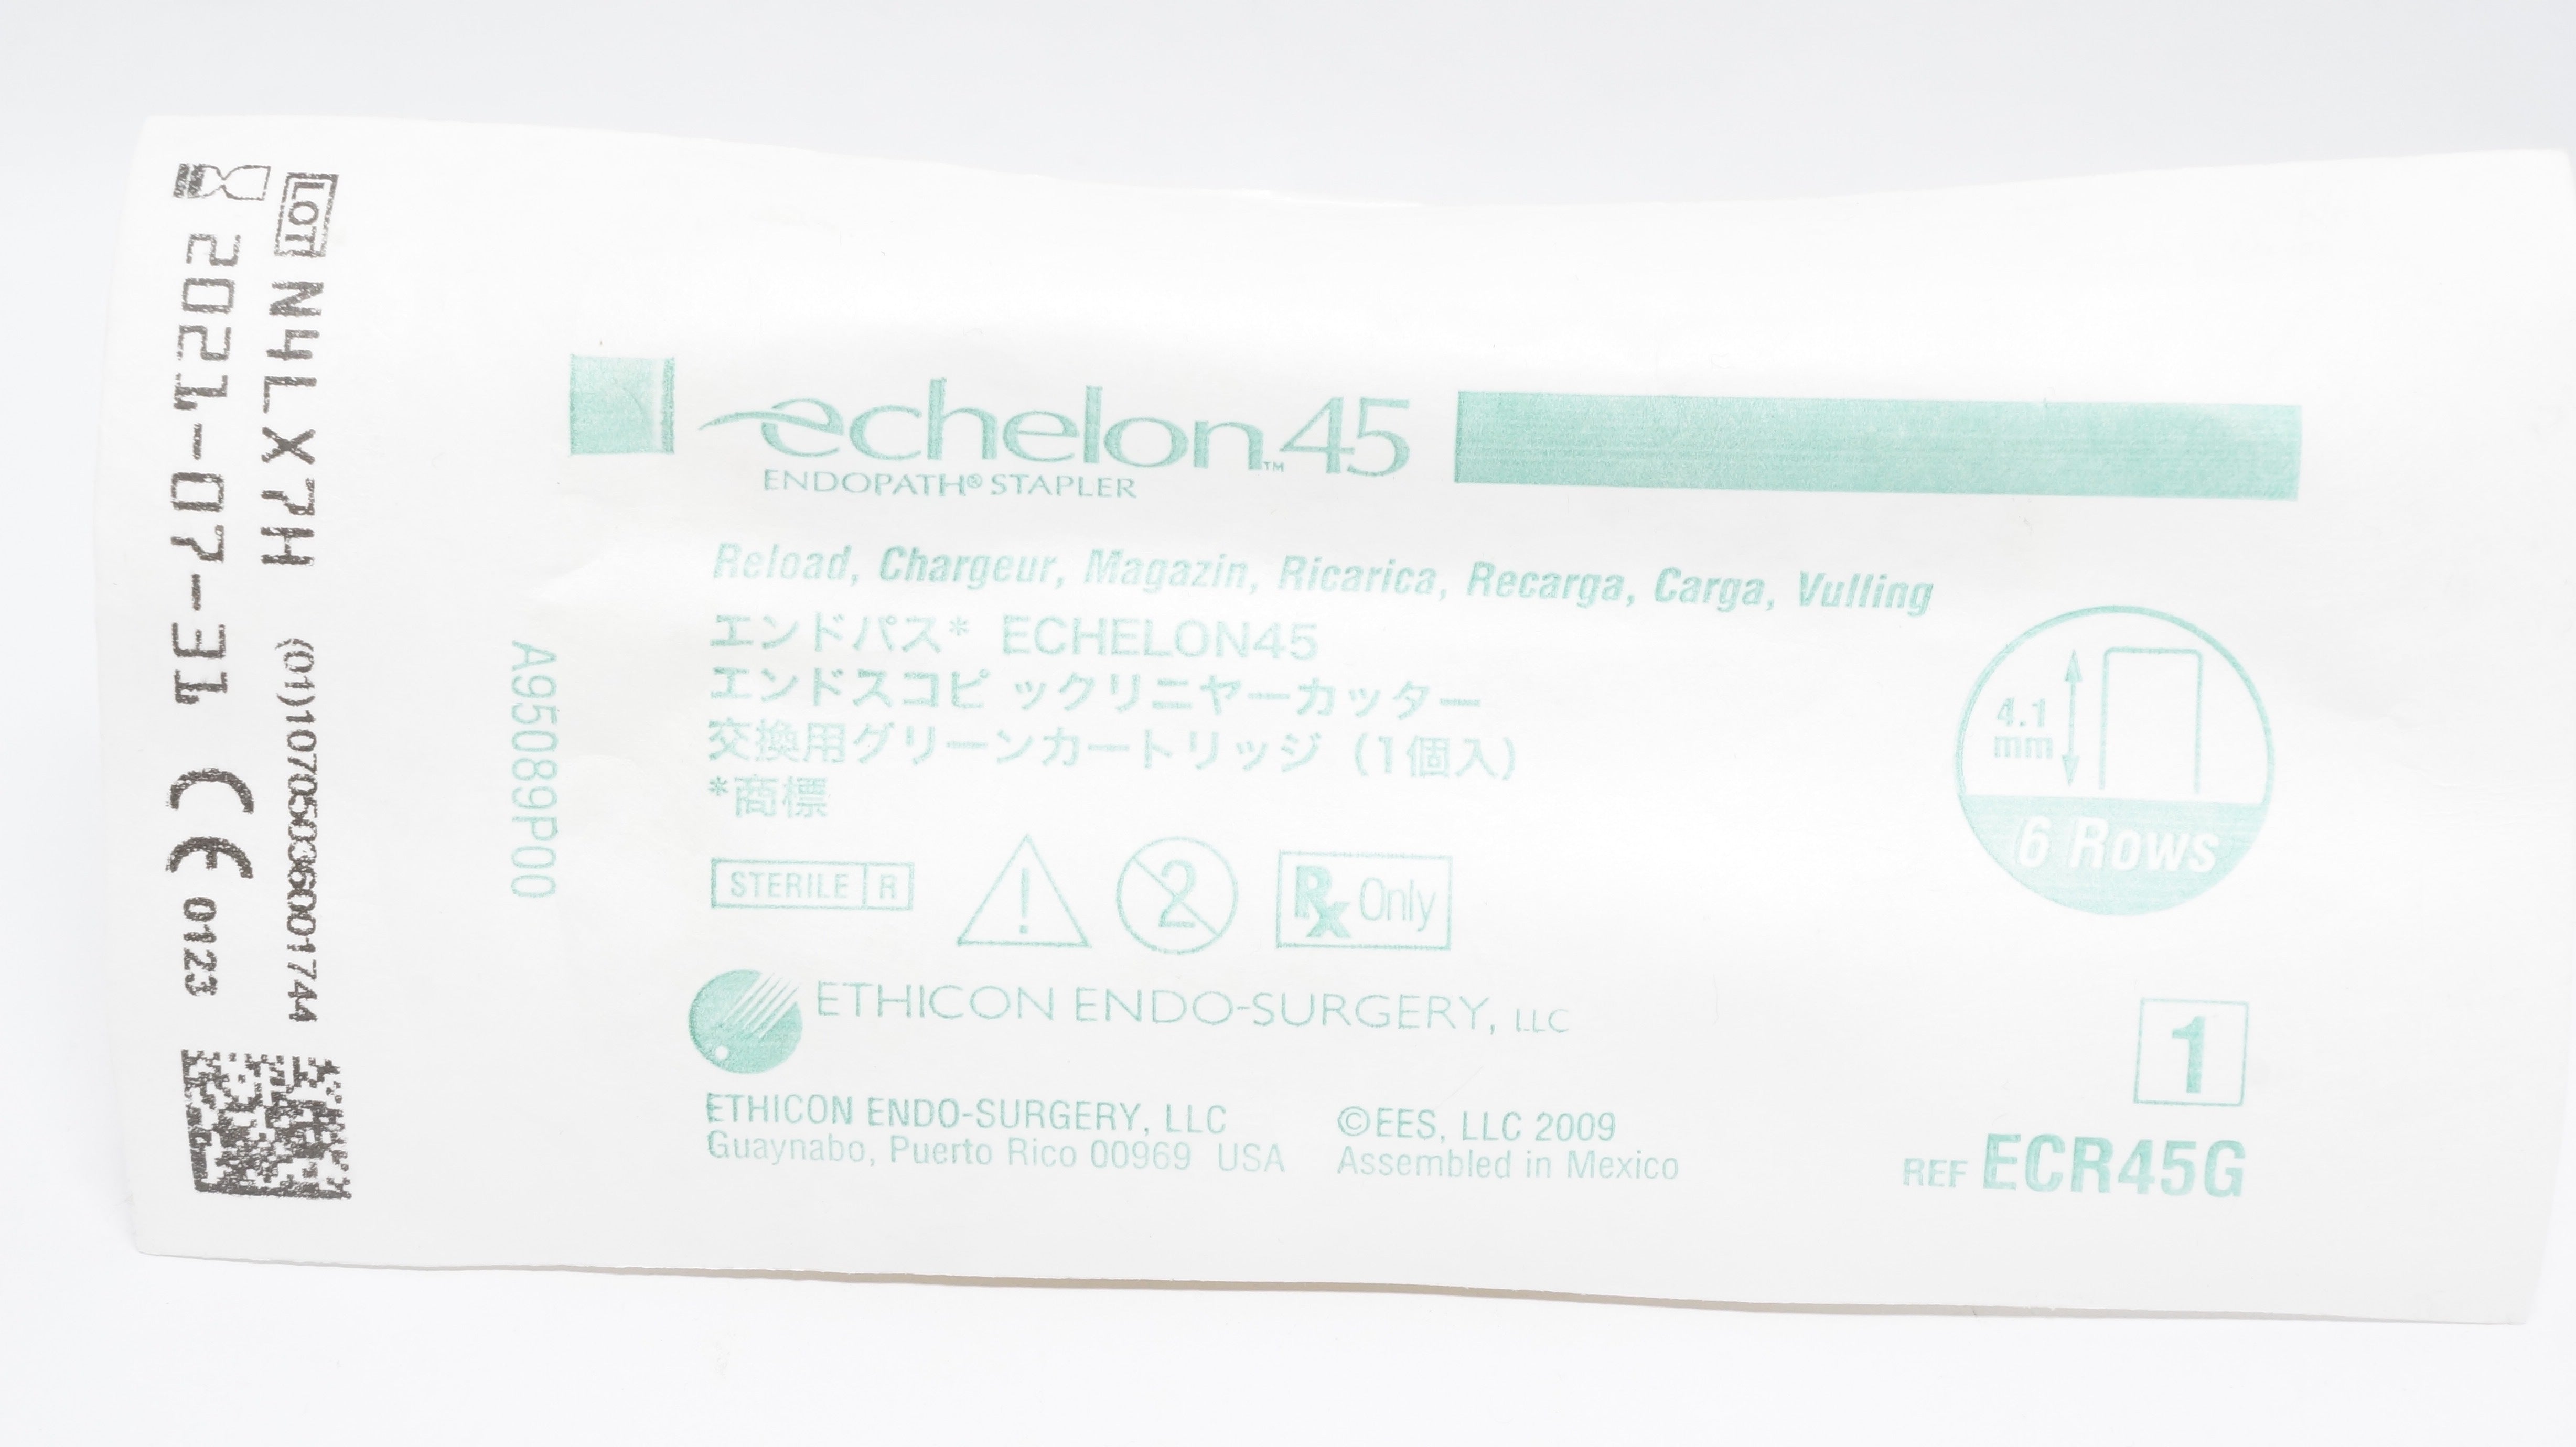 LOT N4LX7H (01)10705036001744
2021-07-31 CE 0123
A95089P00
echelon™45
ENDOPATH® STAPLER
Reload, Chargeur, Magazin, Ricarica, Recarga, Carga, Vulling
エンドパス* ECHELON45
エンドスコピックリニヤーカッター
交換用グリーンカートリッジ (1個入)
*商標
4.1
mm
6 Rows
STERILE R
! 2 Rx Only
ETHICON ENDO-SURGERY, LLC
1
ETHICON ENDO-SURGERY, LLC
Guaynabo, Puerto Rico 00969 USA
©EES, LLC 2009
Assembled in Mexico
REF ECR45G